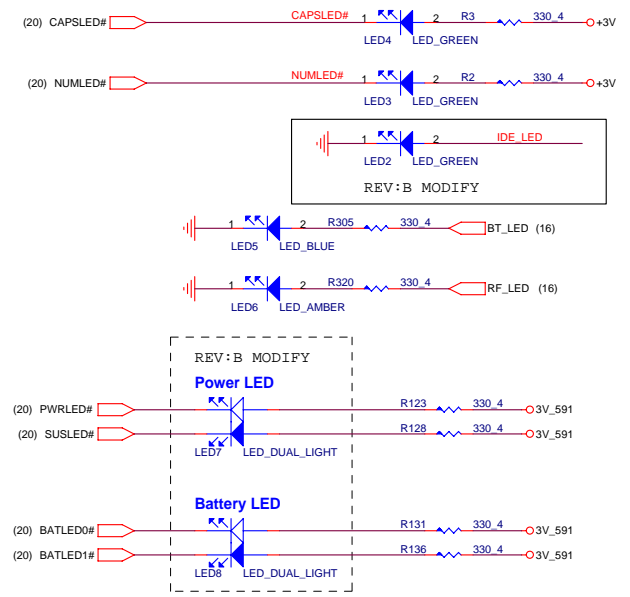 (20) CAPSLED# CAPSLED# 1 2 R3 330_4 +3V
LED4 LED_GREEN
(20) NUMLED# NUMLED# 1 2 R2 330_4 +3V
LED3 LED_GREEN
1 2 IDE_LED
LED2 LED_GREEN
REV:B MODIFY
1 2 R305 330_4 BT_LED (16)
LED5 LED_BLUE
1 2 R320 330_4 RF_LED (16)
LED6 LED_AMBER
REV:B MODIFY
Power LED
(20) PWRLED# R123 330_4 3V_591
(20) SUSLED# R128 330_4 3V_591
LED7 LED_DUAL_LIGHT
Battery LED
(20) BATLED0# R131 330_4 3V_591
(20) BATLED1# R136 330_4 3V_591
LED8 LED_DUAL_LIGHT